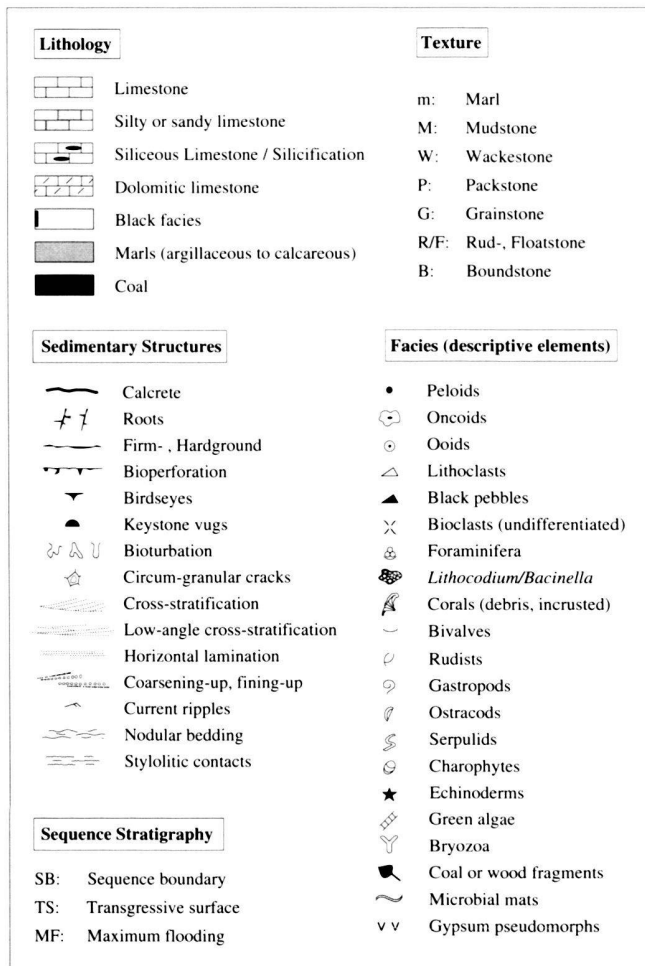 Lithology
Limestone
Silty or sandy limestone
Siliceous Limestone / Silicification
Dolomitic limestone
Black facies
Marls (argillaceous to calcareous)
Coal
Texture
m: Marl
M: Mudstone
W: Wackestone
P: Packstone
G: Grainstone
R/F: Rud-, Floatstone
B: Boundstone
Sedimentary Structures
Calcrete
Roots
Firm- , Hardground
Bioperforation
Birdseyes
Keystone vugs
Bioturbation
Circum-granular cracks
Cross-stratification
Low-angle cross-stratification
Horizontal lamination
Coarsening-up, fining-up
Current ripples
Nodular bedding
Stylolitic contacts
Sequence Stratigraphy
SB: Sequence boundary
TS: Transgressive surface
MF: Maximum flooding
Facies (descriptive elements)
Peloids
Oncoids
Ooids
Lithoclasts
Black pebbles
Bioclasts (undifferentiated)
Foraminifera
Lithocodium/Bacinella
Corals (debris, incrusted)
Bivalves
Rudists
Gastropods
Ostracods
Serpulids
Charophytes
Echinoderms
Green algae
Bryozoa
Coal or wood fragments
Microbial mats
Gypsum pseudomorphs